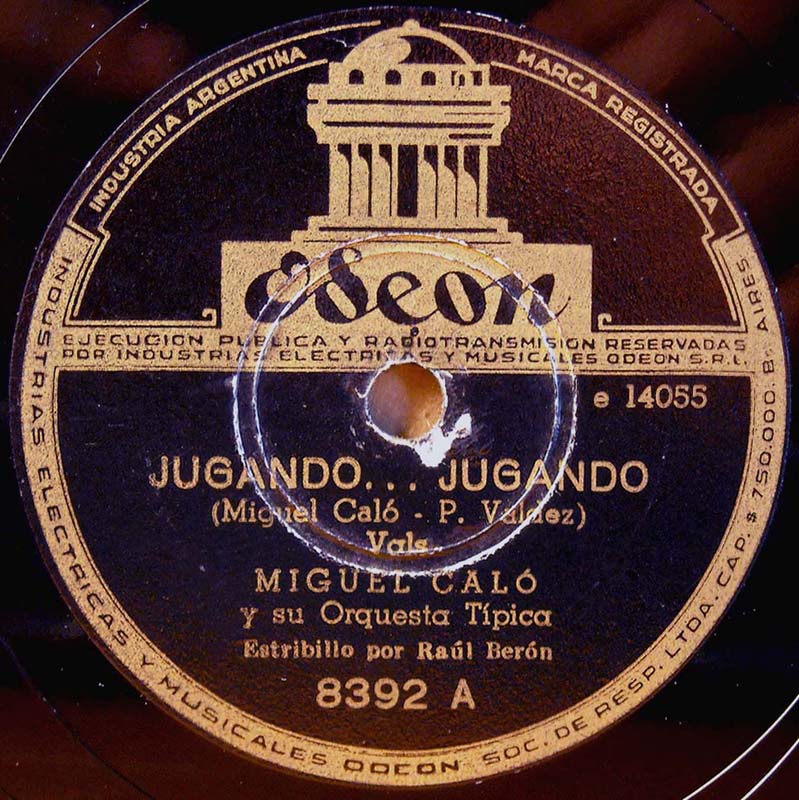 INDUSTRIA ARGENTINA
MARCA REGISTRADA
Odeon
EJECUCION PUBLICA Y RADIOTRANSMISION RESERVADAS
POR INDUSTRIAS ELECTRICAS Y MUSICALES ODEON S.R.L.
e 14055
JUGANDO... JUGANDO
(Miguel Caló - P. Valdez)
Vals
MIGUEL CALÓ
y su Orquesta Típica
Estribillo por Raúl Berón
8392 A
INDUSTRIAS ELECTRICAS Y MUSICALES ODEON SOC. DE RESP. LTDA. CAP. $ 750.000. Bs. AIRES